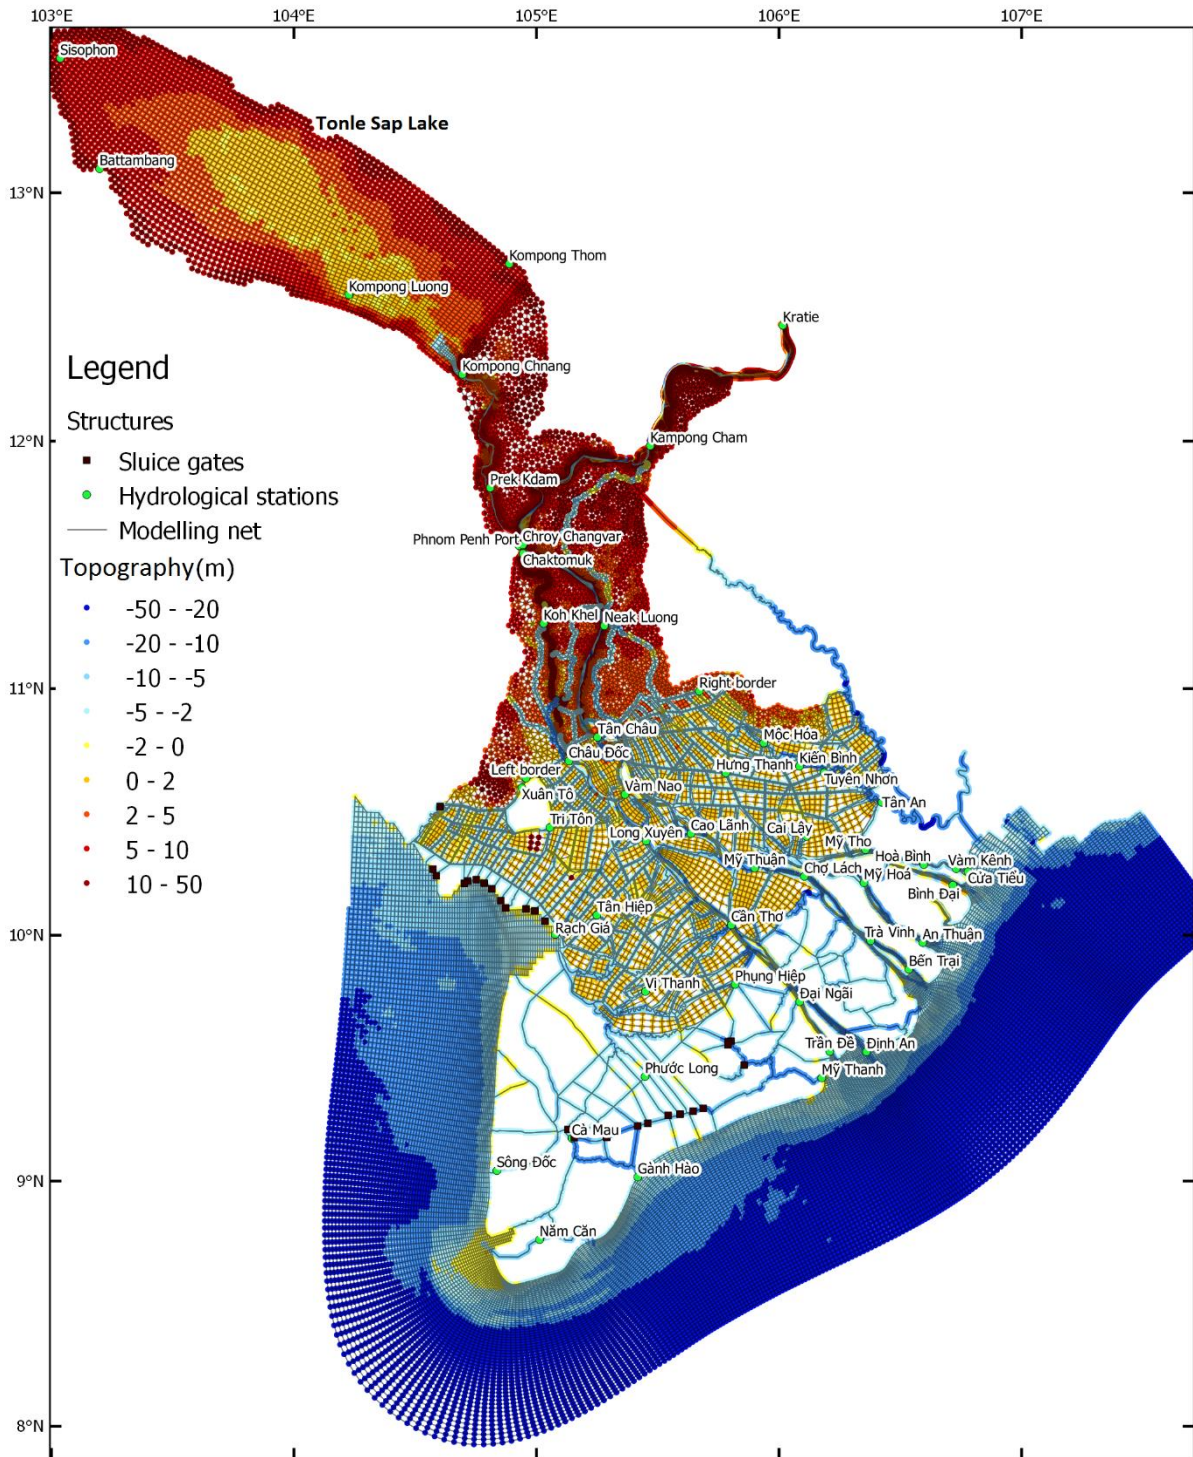 103°E
104°E
105°E
106°E
107°E
Sisophon
Tonle Sap Lake
Battambang
13°N
Kompong Thom
Kompong Luong
Kratie
Legend
Kompong Chnang
Structures
12°N
Kampong Cham
Sluice gates
Prek Kdam
Hydrological stations
Modelling net
Phnom Penh Port
Chroy Changvar
Chaktomuk
Topography(m)
-50 - -20
Koh Khel
Neak Luong
-20 - -10
-10 - -5
11°N
Right border
-5 - -2
Tân Châu
Mộc Hóa
-2 - 0
Châu Đốc
Kiến Bình
Left border
Hưng Thạnh
0 - 2
Tuyên Nhơn
Xuân Tô
Vàm Nao
Tân An
2 - 5
Tri Tôn
Long Xuyên
Cao Lãnh
Cai Lậy
5 - 10
Mỹ Tho
Hoà Bình
Mỹ Thuận
Vàm Kênh
10 - 50
Chợ Lách
Mỹ Hoá
Cửa Tiểu
Bình Đại
Tân Hiệp
Cần Thơ
10°N
Rạch Giá
Trà Vinh
An Thuận
Bến Trại
Vị Thanh
Phụng Hiệp
Đại Ngãi
Trần Đề
Định An
Phước Long
Mỹ Thanh
Cà Mau
Sông Đốc
Gành Hào
9°N
Năm Căn
8°N